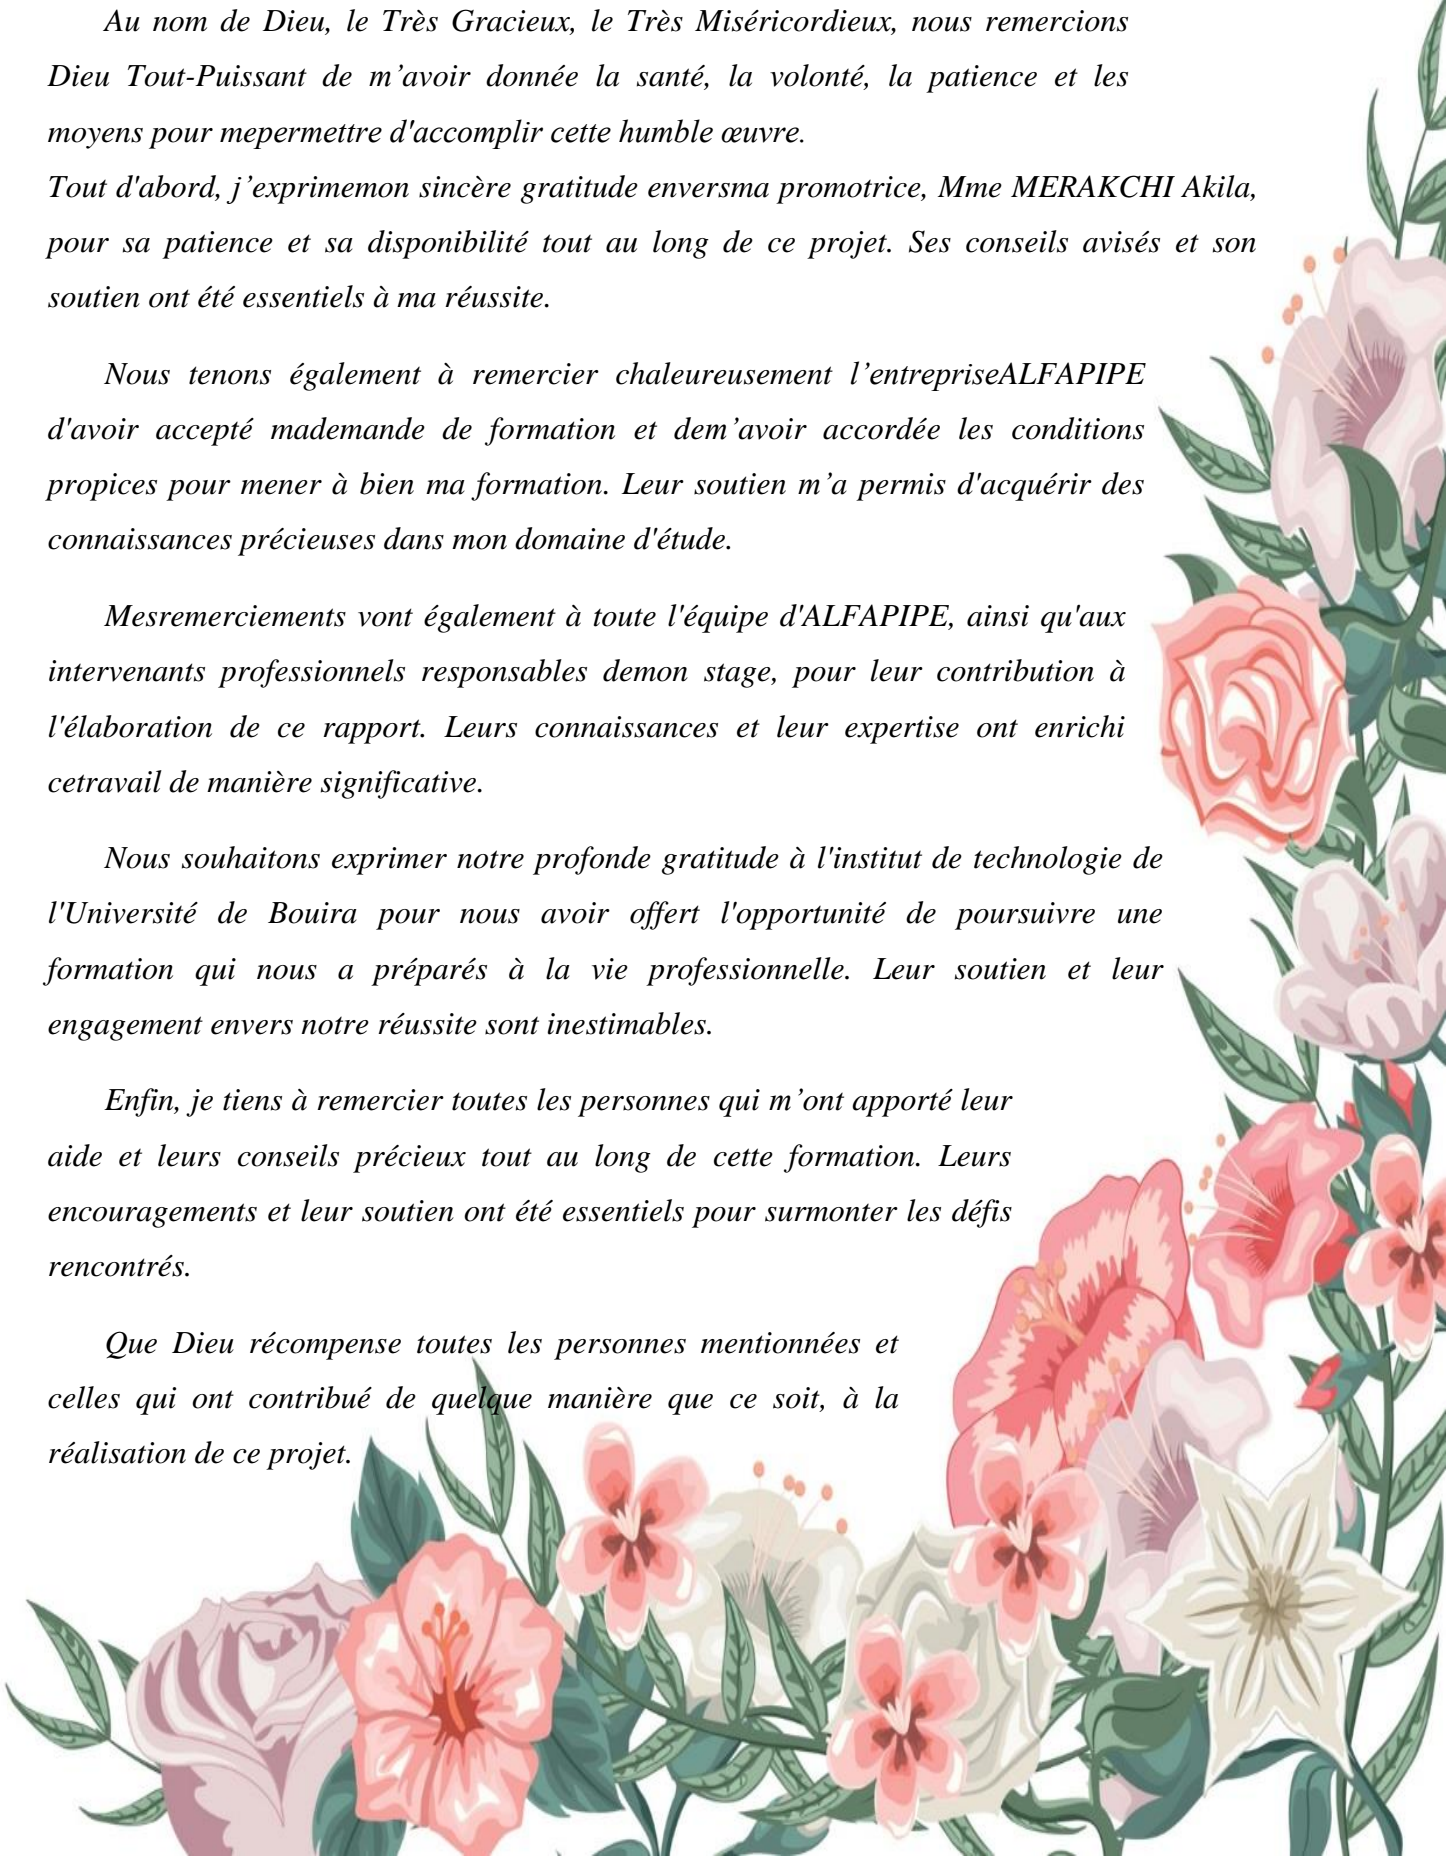 Au nom de Dieu, le Très Gracieux, le Très Miséricordieux, nous remercions
Dieu Tout-Puissant de m’avoir donnée la santé, la volonté, la patience et les
moyens pour mepermettre d'accomplir cette humble œuvre.
Tout d'abord, j’exprimemon sincère gratitude enversma promotrice, Mme MERAKCHI Akila,
pour sa patience et sa disponibilité tout au long de ce projet. Ses conseils avisés et son
soutien ont été essentiels à ma réussite.
Nous tenons également à remercier chaleureusement l’entrepriseALFAPIPE
d'avoir accepté mademande de formation et dem’avoir accordée les conditions
propices pour mener à bien ma formation. Leur soutien m’a permis d'acquérir des
connaissances précieuses dans mon domaine d'étude.
Mesremerciements vont également à toute l'équipe d'ALFAPIPE, ainsi qu'aux
intervenants professionnels responsables demon stage, pour leur contribution à
l'élaboration de ce rapport. Leurs connaissances et leur expertise ont enrichi
cetravail de manière significative.
Nous souhaitons exprimer notre profonde gratitude à l'institut de technologie de
l'Université de Bouira pour nous avoir offert l'opportunité de poursuivre une
formation qui nous a préparés à la vie professionnelle. Leur soutien et leur
engagement envers notre réussite sont inestimables.
Enfin, je tiens à remercier toutes les personnes qui m’ont apporté leur
aide et leurs conseils précieux tout au long de cette formation. Leurs
encouragements et leur soutien ont été essentiels pour surmonter les défis
rencontrés.
Que Dieu récompense toutes les personnes mentionnées et
celles qui ont contribué de quelque manière que ce soit, à la
réalisation de ce projet.